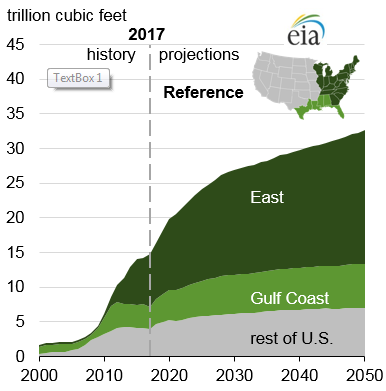 trillion cubic feet
eia
2017
history projections
TextBox 1
Reference
45
40
35
30
25
20
15
10
5
0
East
Gulf Coast
rest of U.S.
2000 2010 2020 2030 2040 2050